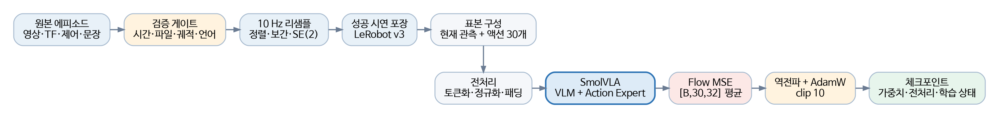 원본 에피소드
영상·TF·제어·문장
검증 게이트
시간·파일·궤적·언어
10 Hz 리샘플
정렬·보간·SE(2)
성공 시연 포장
LeRobot v3
표본 구성
현재 관측 + 액션 30개
전처리
토큰화·정규화·패딩
SmolVLA
VLM + Action Expert
Flow MSE
[B,30,32] 평균
역전파 + AdamW
clip 10
체크포인트
가중치·전처리·학습 상태